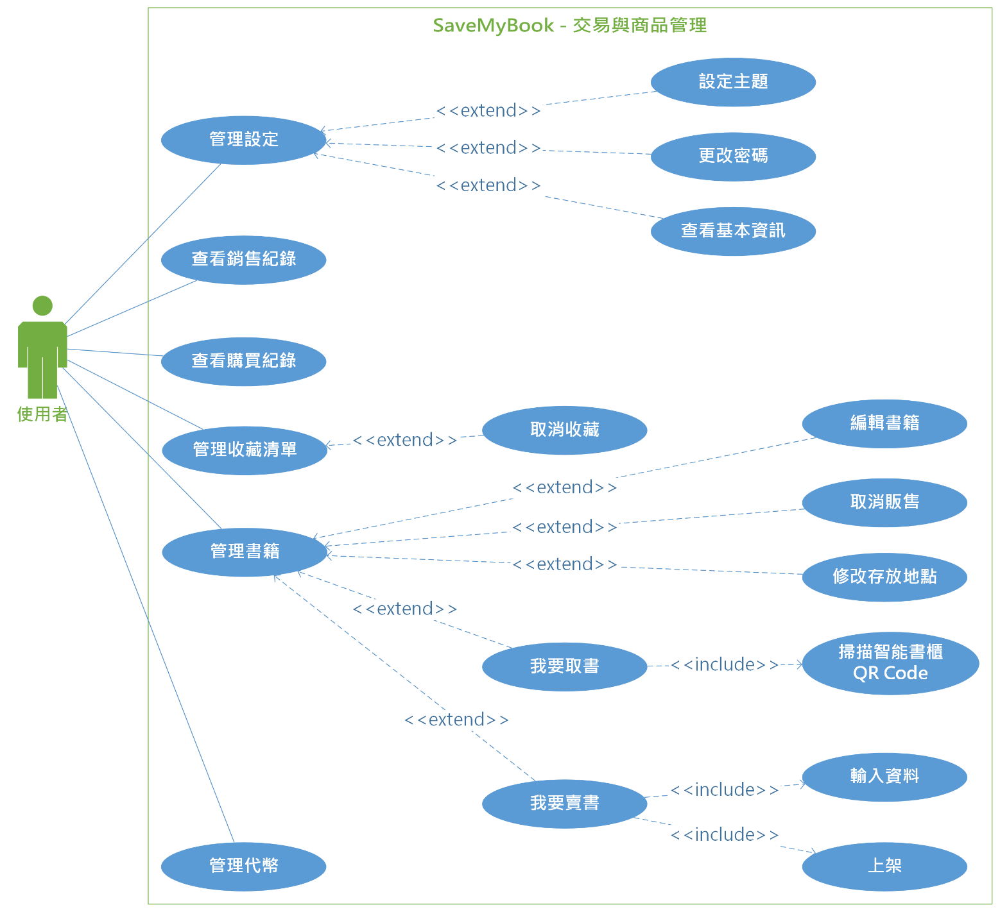 SaveMyBook - 交易與商品管理
設定主題
<<extend>>
管理設定
<<extend>>
更改密碼
<<extend>>
查看基本資訊
查看銷售紀錄
查看購買紀錄
使用者
管理收藏清單
<<extend>>
取消收藏
編輯書籍
<<extend>>
取消販售
<<extend>>
管理書籍
<<extend>>
修改存放地點
<<extend>>
我要取書
<<include>>
掃描智能書櫃
QR Code
<<extend>>
我要賣書
<<include>>
輸入資料
<<include>>
上架
管理代幣